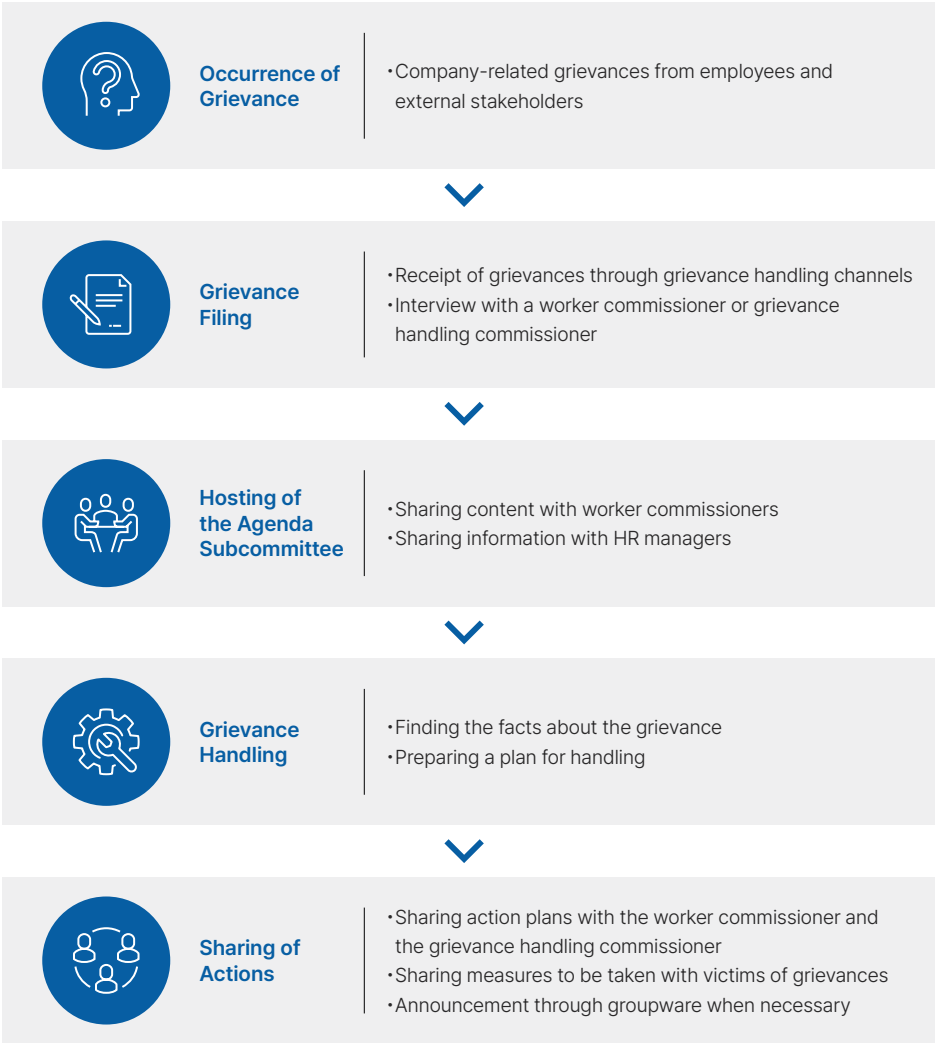 Occurrence of
Grievance
·Company-related grievances from employees and
external stakeholders
Grievance
Filing
·Receipt of grievances through grievance handling channels
·Interview with a worker commissioner or grievance
handling commissioner
Hosting of
the Agenda
Subcommittee
·Sharing content with worker commissioners
·Sharing information with HR managers
Grievance
Handling
·Finding the facts about the grievance
·Preparing a plan for handling
Sharing of
Actions
·Sharing action plans with the worker commissioner and
the grievance handling commissioner
·Sharing measures to be taken with victims of grievances
·Announcement through groupware when necessary